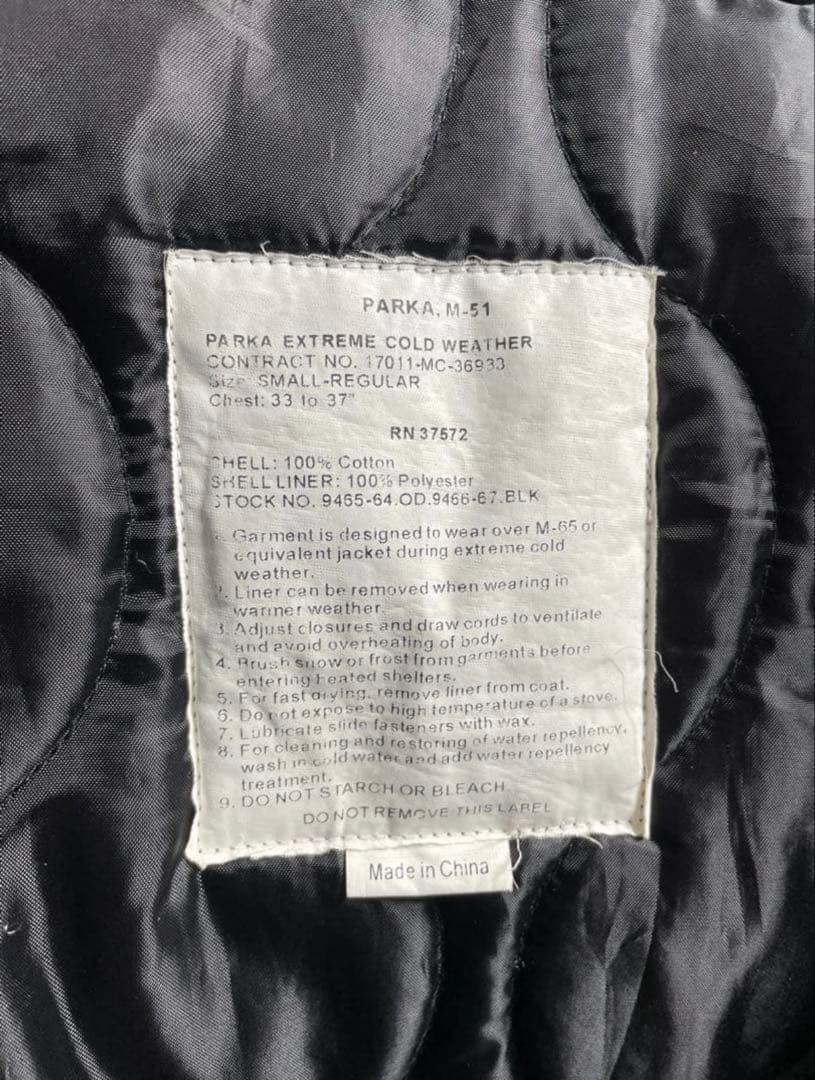 PARKA, M-51
PARKA EXTREME COLD WEATHER
CONTRACT NO. 17011-MC-36933
Size SMALL-REGULAR
Chest: 33 to 37"
RN 37572
SHELL: 100% Cotton
SHELL LINER: 100% Polyester
STOCK NO. 9465-64.OD.9466-67.BLK
1. Garment is designed to wear over M-65 or
equivalent jacket during extreme cold
weather.
2. Liner can be removed when wearing in
warmer weather.
3. Adjust closures and draw cords to ventilate
and avoid overheating of body.
4. Brush snow or frost from garments before
entering heated shelters.
5. For fast drying, remove liner from coat.
6. Do not expose to high temperature of a stove.
7. Lubricate slide fasteners with wax.
8. For cleaning and restoring of water repellency,
wash in cold water and add water repellency
treatment.
9. DO NOT STARCH OR BLEACH
DO NOT REMOVE THIS LABEL
Made in China